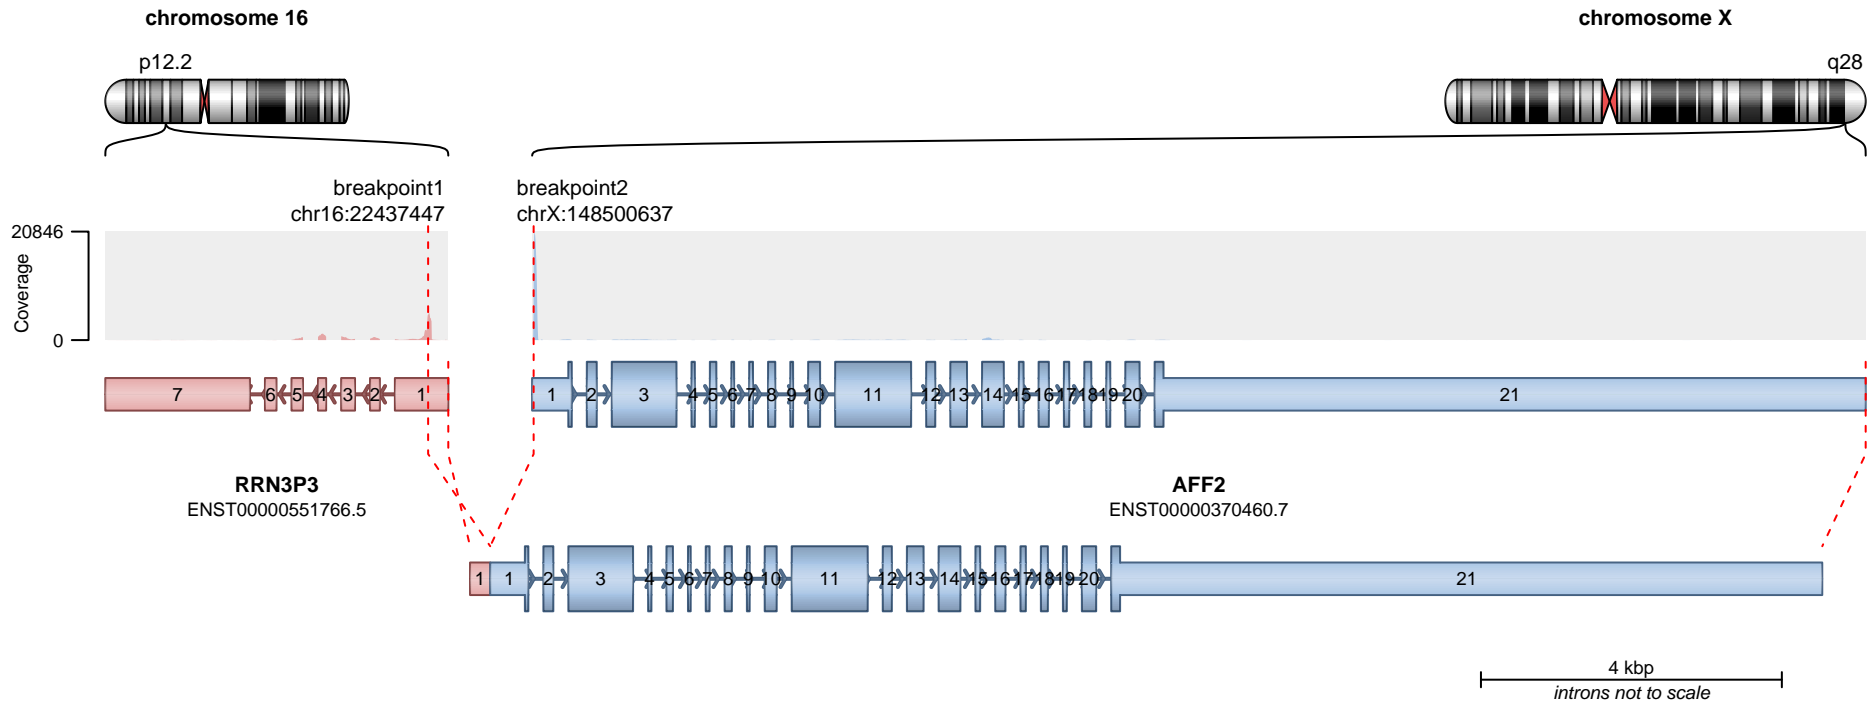 chromosome 16
chromosome X
p12.2
q28
breakpoint1
chr16:22437447
breakpoint2
chrX:148500637
20846
Coverage
0
7 6 5 4 3 2 1
1 2 3 4 5 6 7 8 9 10 11 12 13 14 15 16 17 18 19 20 21
RRN3P3
ENST00000551766.5
AFF2
ENST00000370460.7
1 1 2 3 4 5 6 7 8 9 10 11 12 13 14 15 16 17 18 19 20 21
4 kbp
introns not to scale